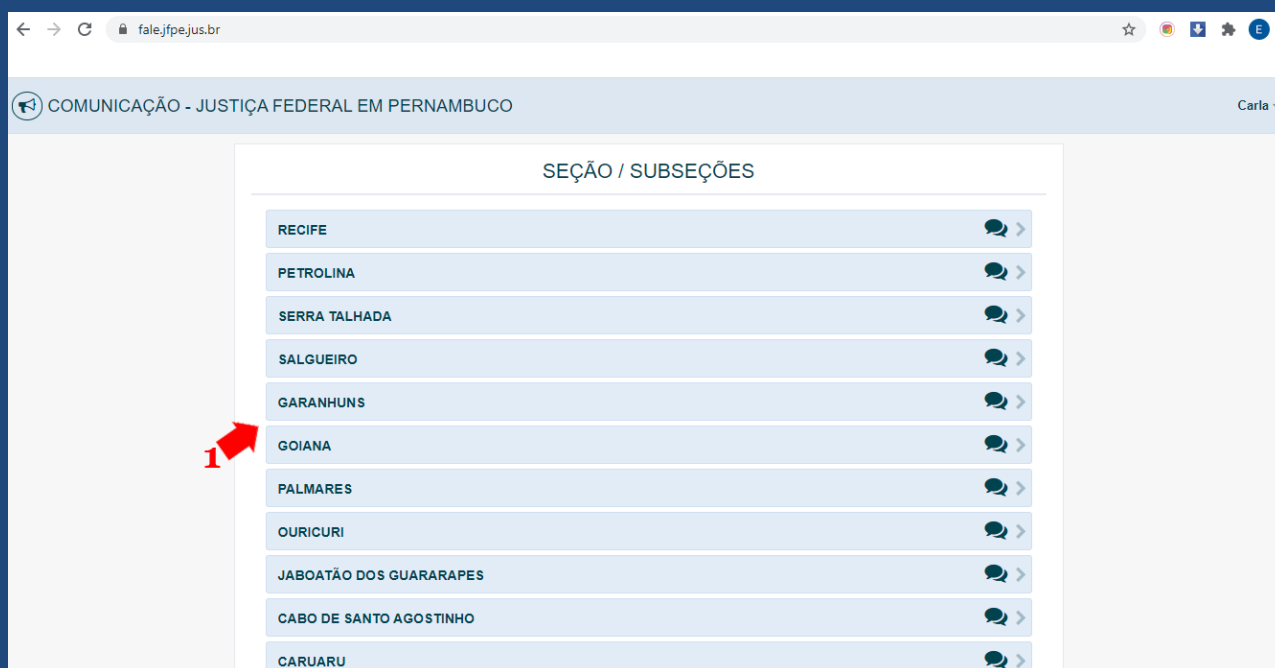 fale.jfpe.jus.br
E
COMUNICAÇÃO - JUSTIÇA FEDERAL EM PERNAMBUCO
Carla
SEÇÃO / SUBSEÇÕES
RECIFE
PETROLINA
SERRA TALHADA
SALGUEIRO
GARANHUNS
1
GOIANA
PALMARES
OURICURI
JABOATÃO DOS GUARARAPES
CABO DE SANTO AGOSTINHO
CARUARU